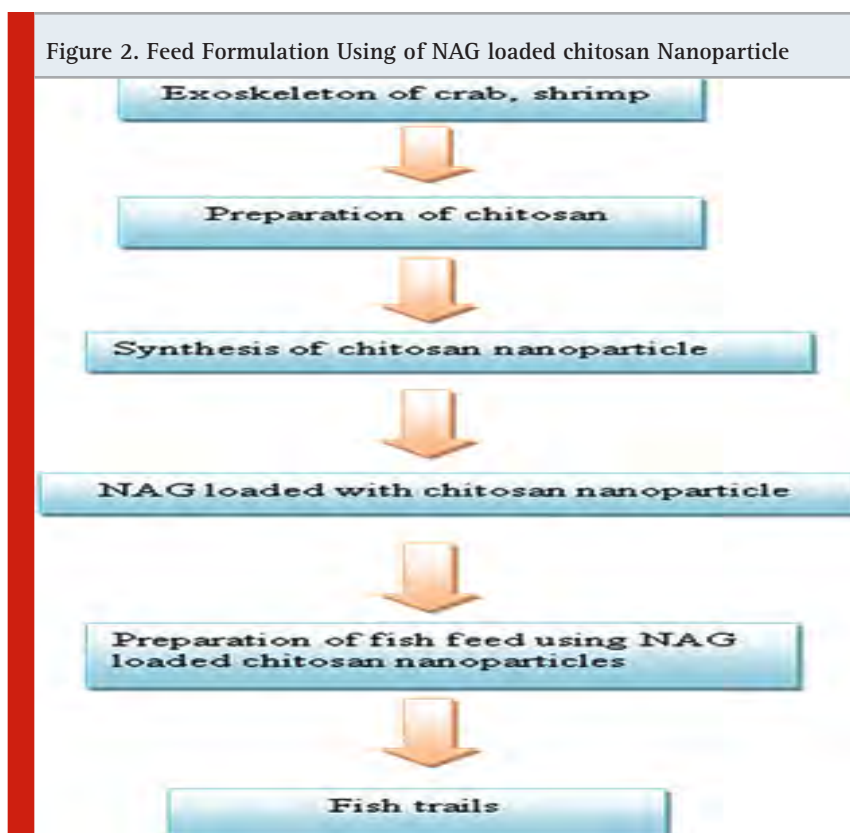 Figure 2. Feed Formulation Using of NAG loaded chitosan Nanoparticle
Exoskeleton of crab, shrimp
Preparation of chitosan
Synthesis of chitosan nanoparticle
NAG loaded with chitosan nanoparticle
Preparation of fish feed using NAG
loaded chitosan nanoparticles
Fish trails